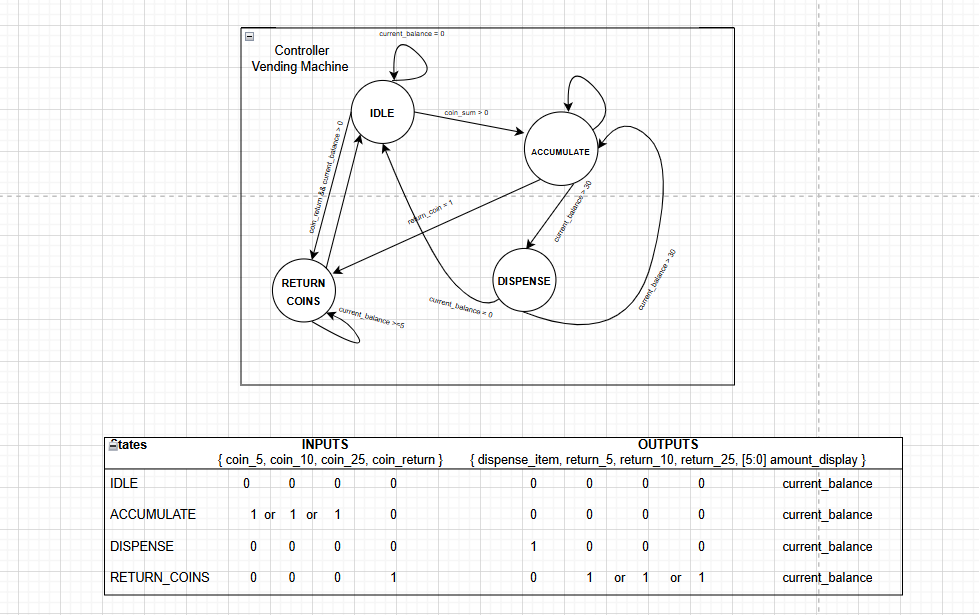 current_balance = 0
Controller
Vending Machine
IDLE
coin_sum > 0
ACCUMULATE
coin_return && current_balance > 0
return_coin = 1
current_balance > 30
DISPENSE
RETURN
COINS
current_balance < 0
current_balance > 30
current_balance >=5
States INPUTS OUTPUTS
{ coin_5, coin_10, coin_25, coin_return } { dispense_item, return_5, return_10, return_25, [5:0] amount_display }
IDLE 0 0 0 0 0 0 0 0 current_balance
ACCUMULATE 1 or 1 or 1 0 0 0 0 0 current_balance
DISPENSE 0 0 0 0 1 0 0 0 current_balance
RETURN_COINS 0 0 0 1 0 1 or 1 or 1 current_balance